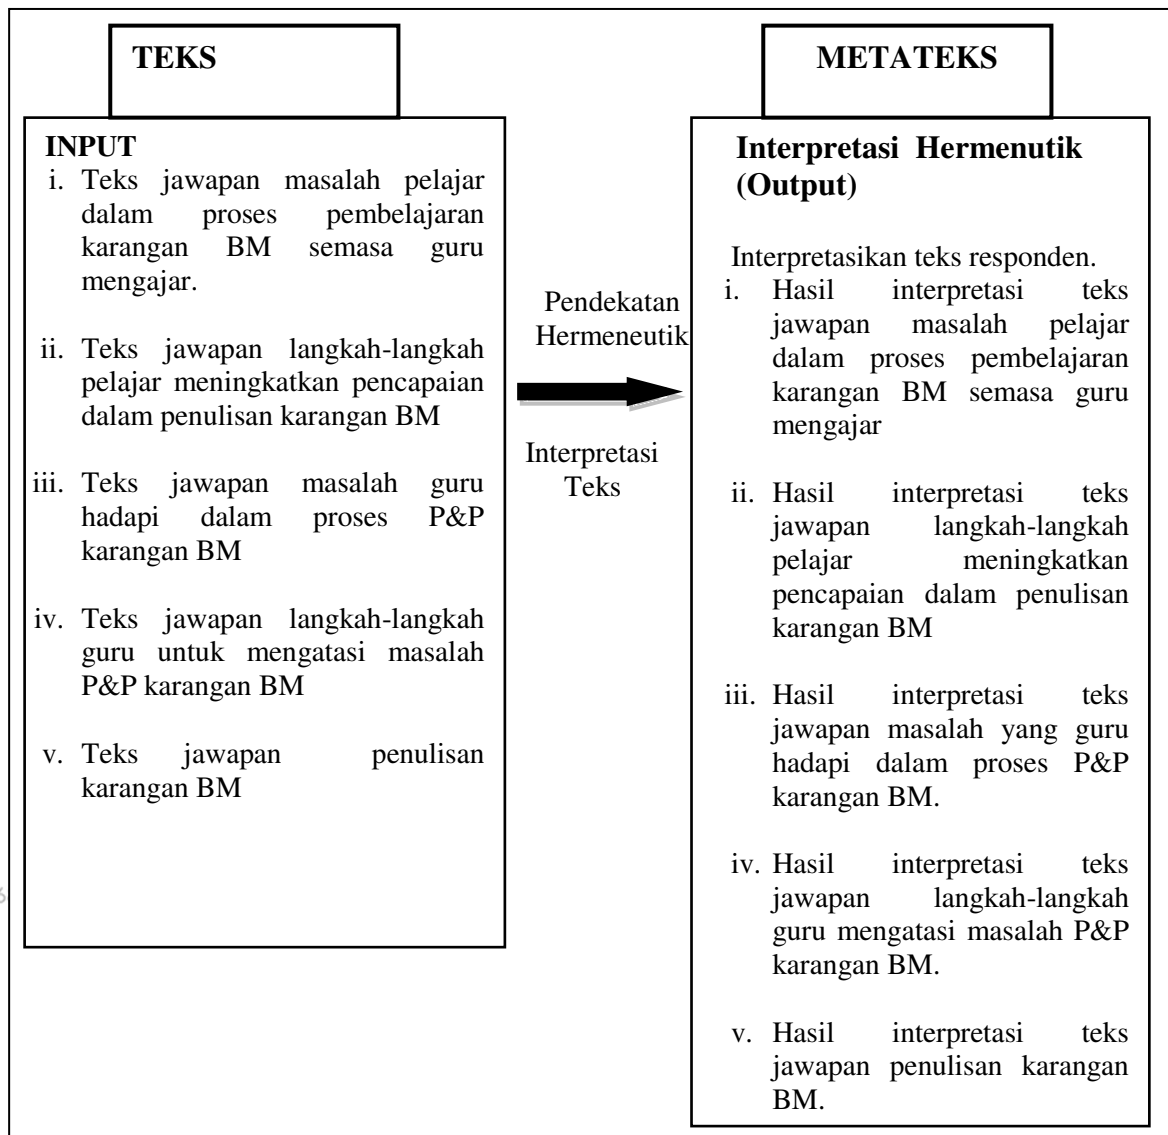 TEKS
INPUT
i. Teks jawapan masalah pelajar
dalam proses pembelajaran
karangan BM semasa guru
mengajar.
ii. Teks jawapan langkah-langkah
pelajar meningkatkan pencapaian
dalam penulisan karangan BM
iii. Teks jawapan masalah guru
hadapi dalam proses P&P
karangan BM
iv. Teks jawapan langkah-langkah
guru untuk mengatasi masalah
P&P karangan BM
v. Teks jawapan penulisan
karangan BM
Pendekatan
Hermeneutik
Interpretasi
Teks
METATEKS
Interpretasi Hermenutik
(Output)
Interpretasikan teks responden.
i. Hasil interpretasi teks
jawapan masalah pelajar
dalam proses pembelajaran
karangan BM semasa guru
mengajar
ii. Hasil interpretasi teks
jawapan langkah-langkah
pelajar meningkatkan
pencapaian dalam penulisan
karangan BM
iii. Hasil interpretasi teks
jawapan masalah yang guru
hadapi dalam proses P&P
karangan BM.
iv. Hasil interpretasi teks
jawapan langkah-langkah
guru mengatasi masalah P&P
karangan BM.
v. Hasil interpretasi teks
jawapan penulisan karangan
BM.